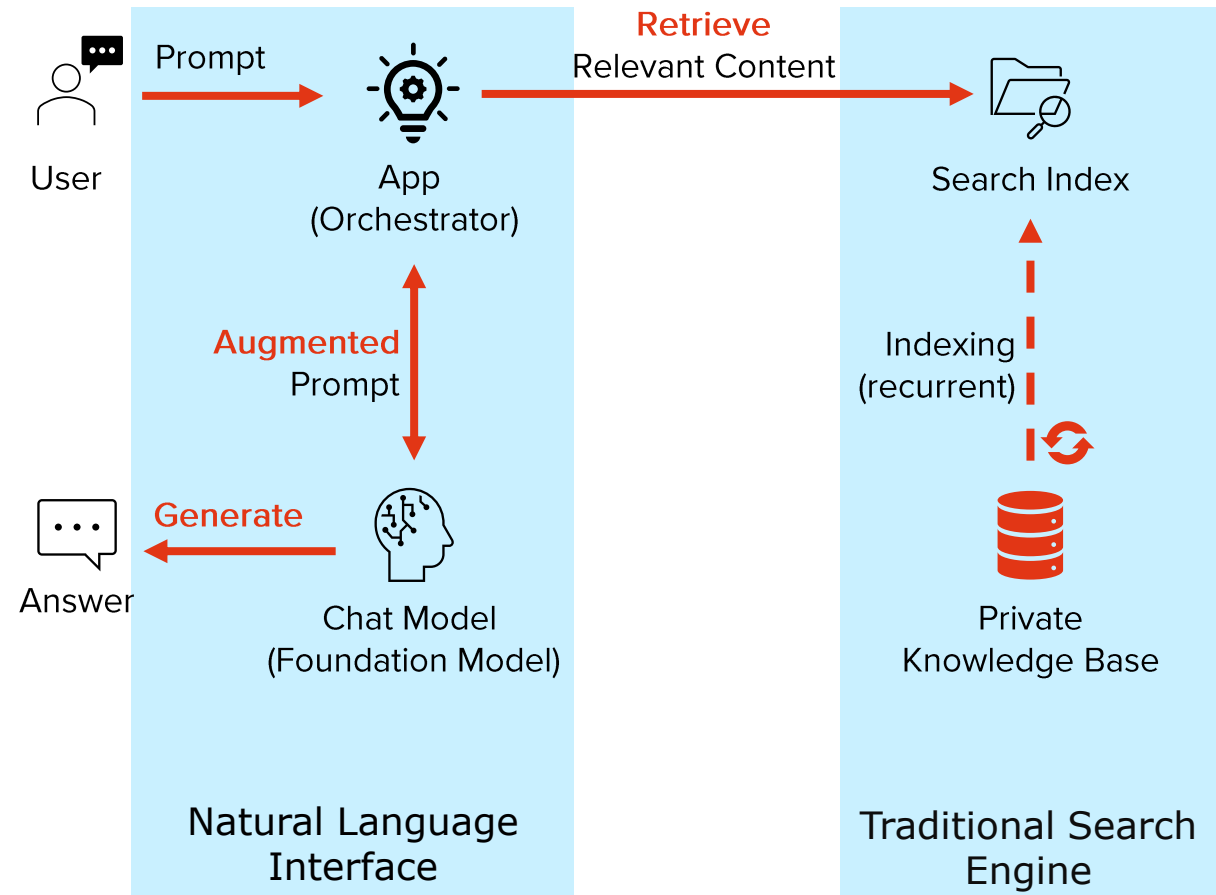 Prompt
User
App
(Orchestrator)
Retrieve
Relevant Content
Search Index
Augmented
Prompt
Indexing
(recurrent)
Generate
Answer
Chat Model
(Foundation Model)
Private
Knowledge Base
Natural Language
Interface
Traditional Search
Engine